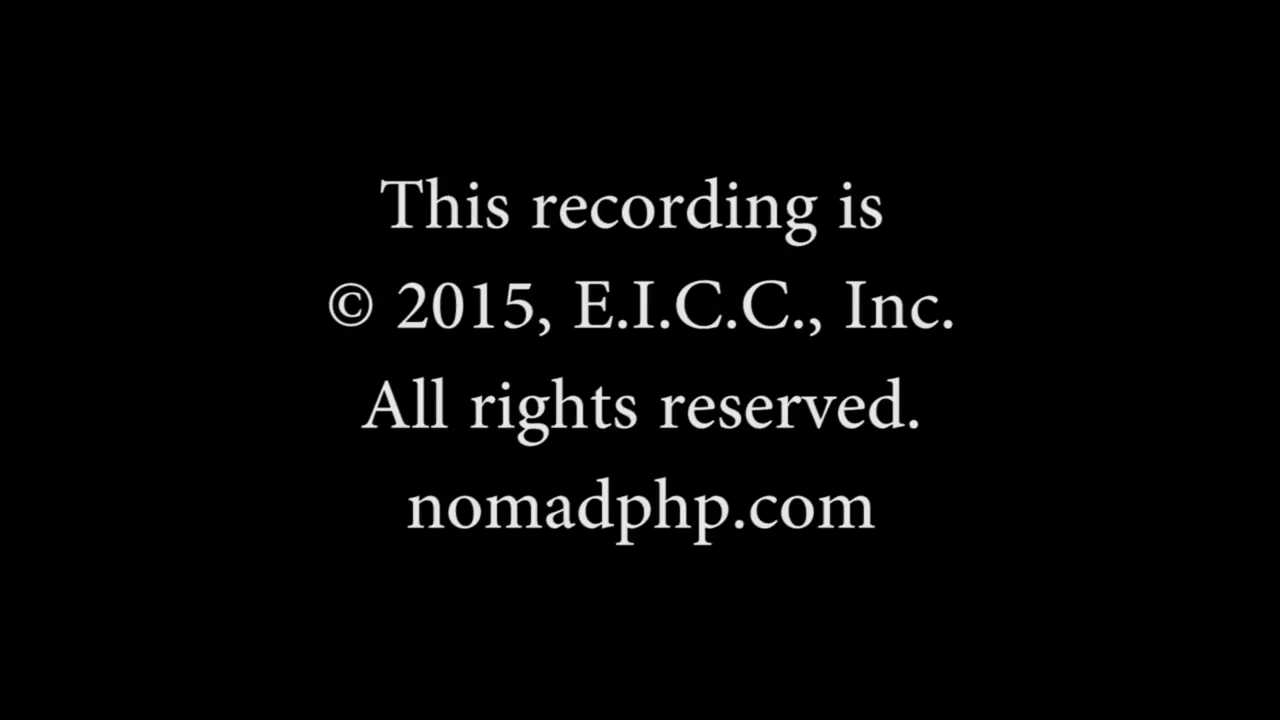 This recording is
© 2015, E.I.C.C., Inc.
All rights reserved.
nomadphp.com